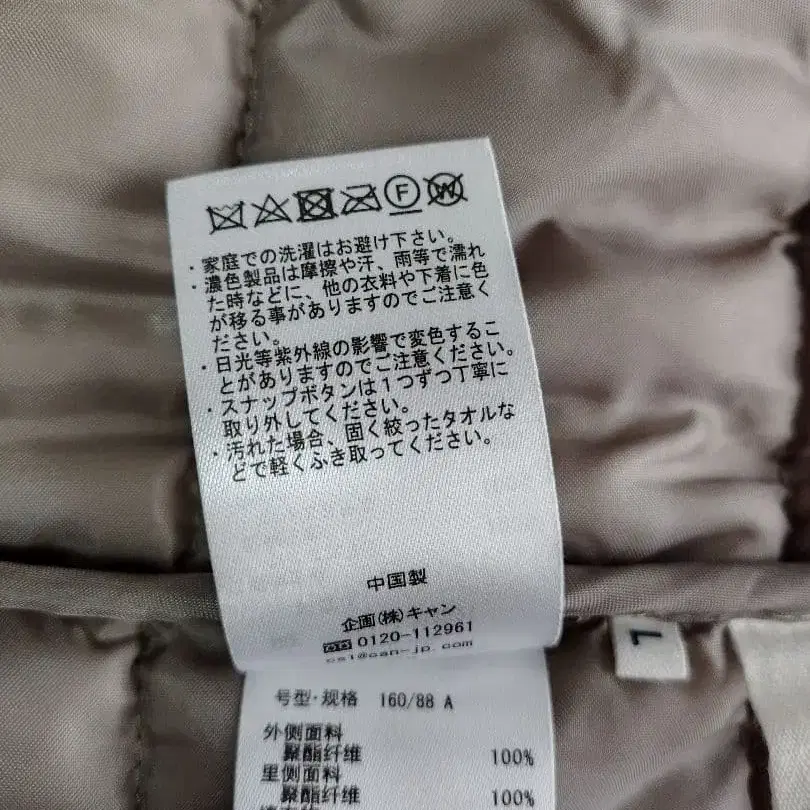 F W
・家庭での洗濯はお避け下さい。
・濃色製品は摩擦や汗、雨等で濡れ
た時などに、他の衣料や下着に色
が移る事がありますのでご注意く
ださい。
・日光等紫外線の影響で変色するこ
とがありますのでご注意ください。
・スナップボタンは1つずつ丁寧に
取り外してください。
・汚れた場合、固く絞ったタオルな
どで軽くふき取ってください。
中国製
企画(株)キャン
0120-112961
cs1@can-jp.com
L
号型·规格 160/88 A
外侧面料
聚酯纤维 100%
里侧面料
聚酯纤维 100%